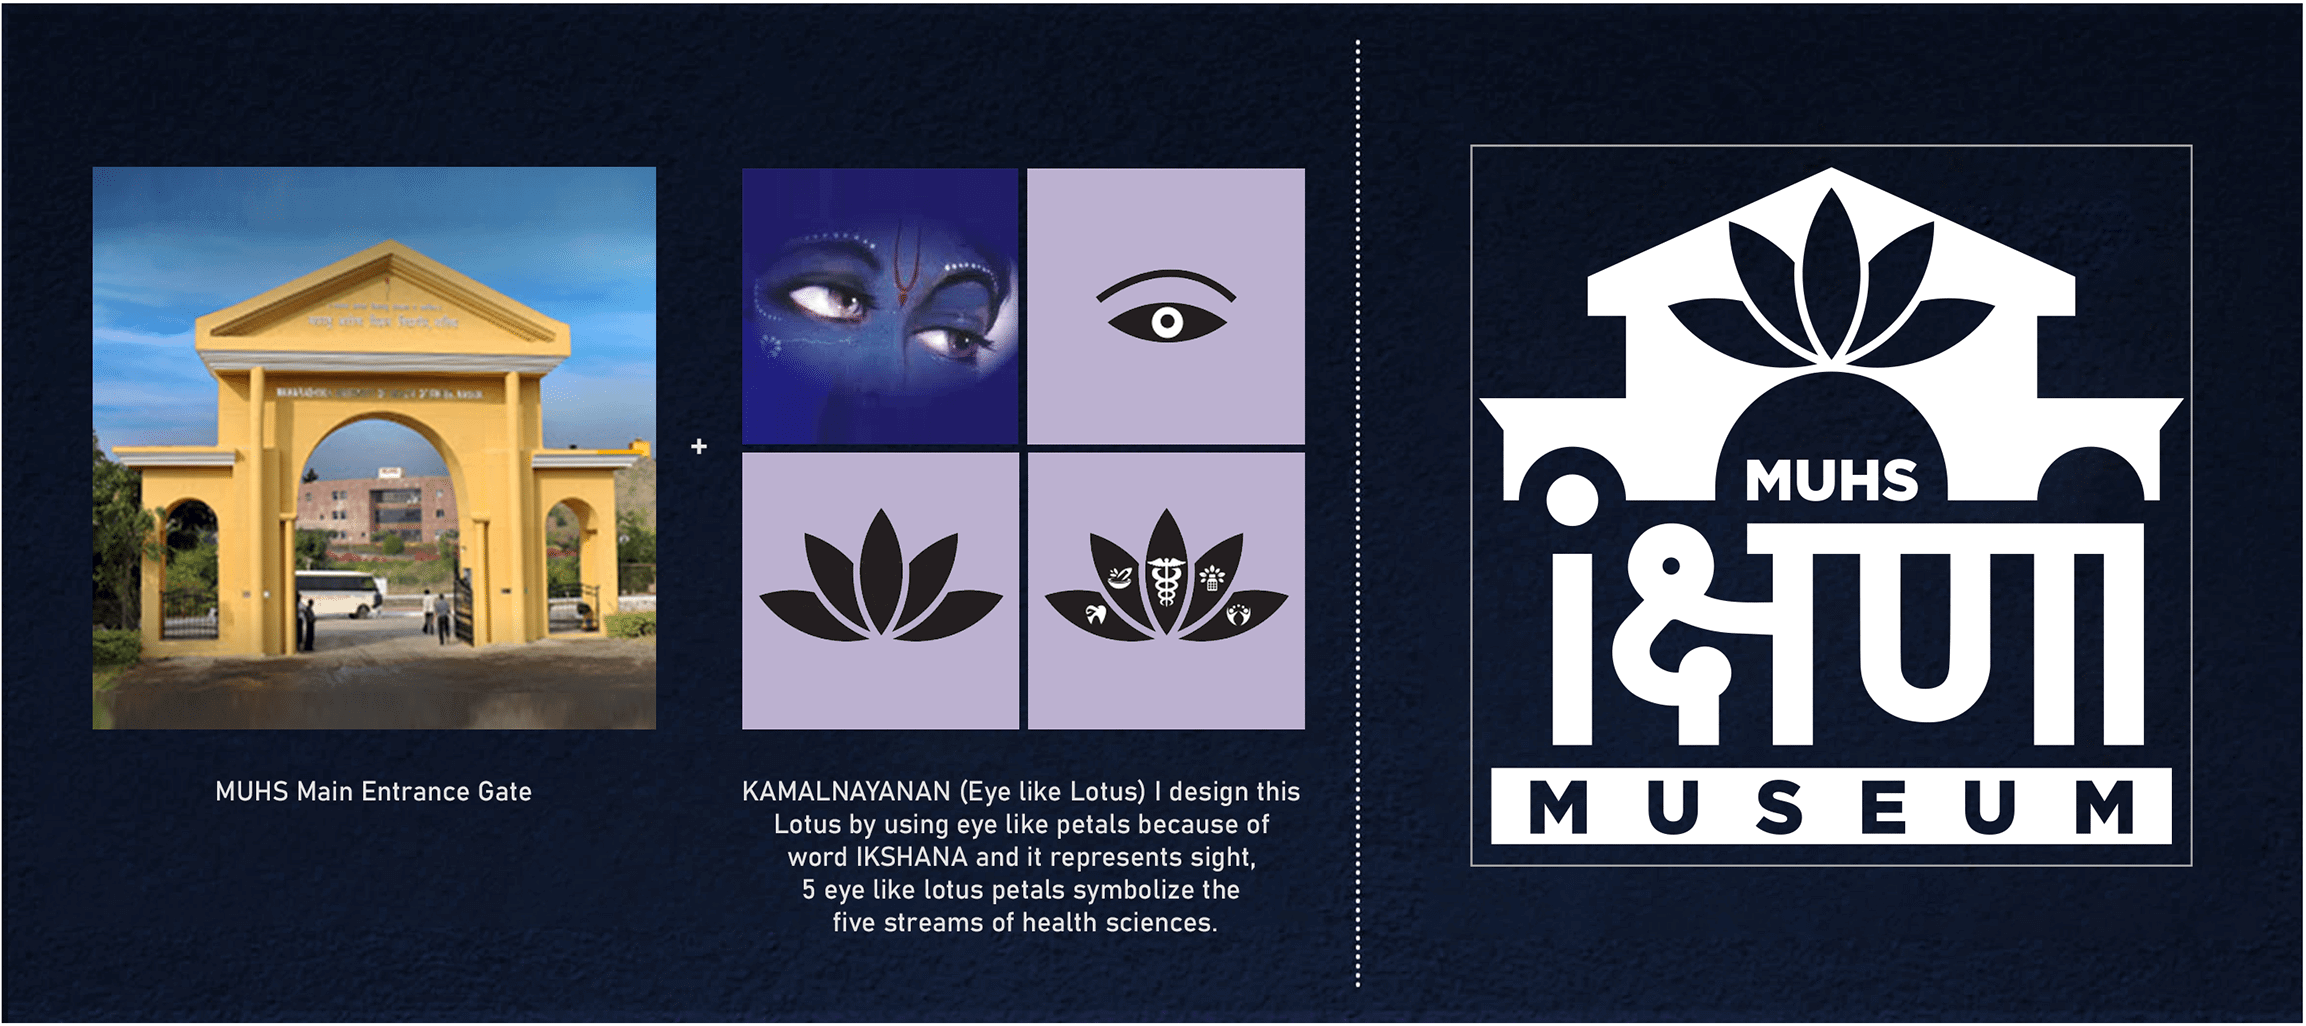 MUHS
iक्षणा
MUSEUM
+
MUHS Main Entrance Gate
KAMALNAYANAN (Eye like Lotus) I design this
Lotus by using eye like petals because of
word IKSHANA and it represents sight,
5 eye like lotus petals symbolize the
five streams of health sciences.